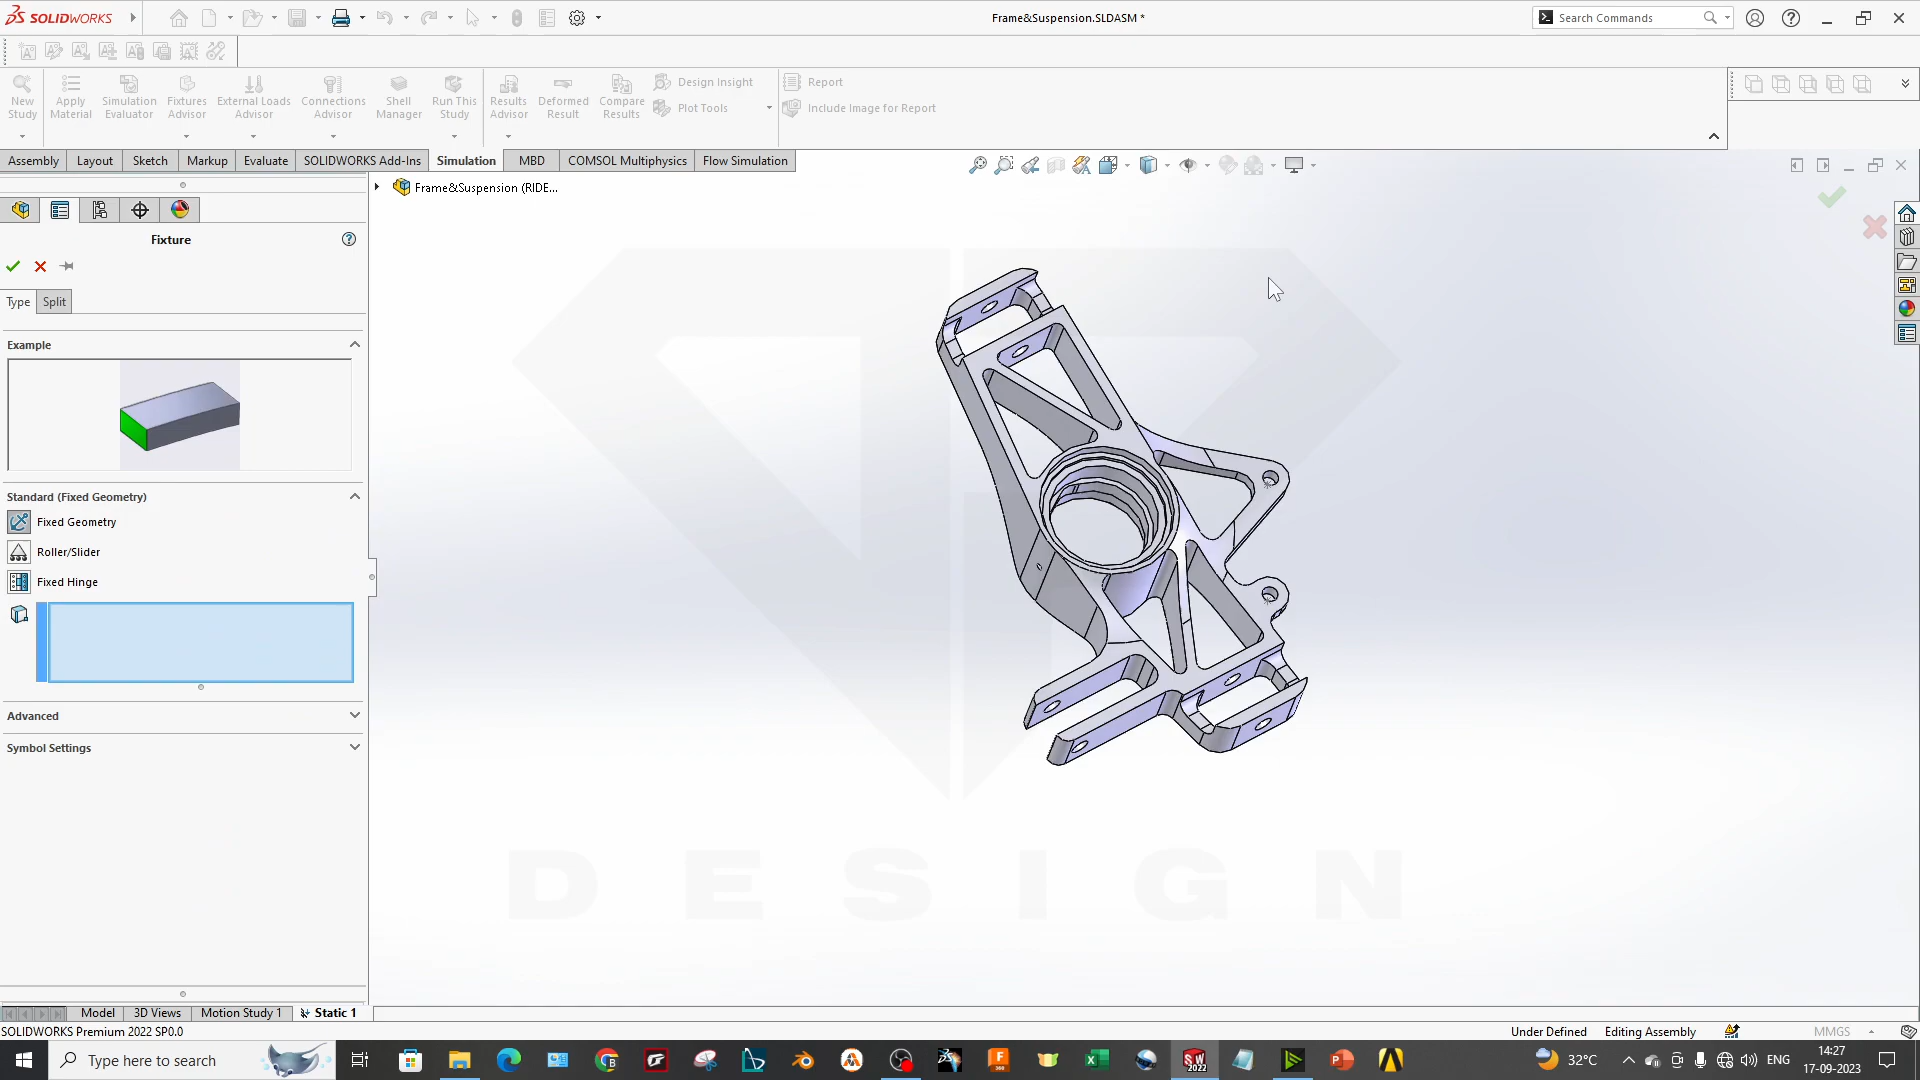 SOLIDWORKS
Frame&Suspension.SLDASM *
Search Commands
New Study
Apply Material
Simulation Evaluator
Fixtures Advisor
External Loads Advisor
Connections Advisor
Shell Manager
Run This Study
Results Advisor
Deformed Result
Compare Results
Design Insight
Plot Tools
Report
Include Image for Report
Assembly
Layout
Sketch
Markup
Evaluate
SOLIDWORKS Add-Ins
Simulation
MBD
COMSOL Multiphysics
Flow Simulation
Frame&Suspension (RIDE...
Fixture
Type
Split
Example
Standard (Fixed Geometry)
Fixed Geometry
Roller/Slider
Fixed Hinge
Advanced
Symbol Settings
DESIGN
Model
3D Views
Motion Study 1
Static 1
SOLIDWORKS Premium 2022 SP0.0
Under Defined
Editing Assembly
MMGS
Type here to search
32°C
ENG
14:27
17-09-2023